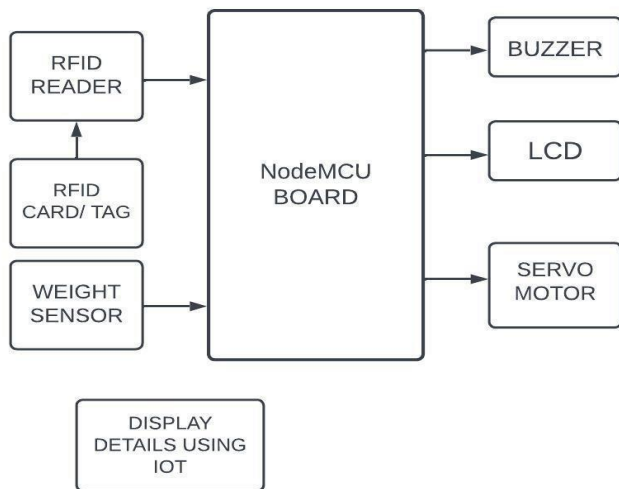 RFID
READER
RFID
CARD/ TAG
WEIGHT
SENSOR
NodeMCU
BOARD
BUZZER
LCD
SERVO
MOTOR
DISPLAY
DETAILS USING
IOT